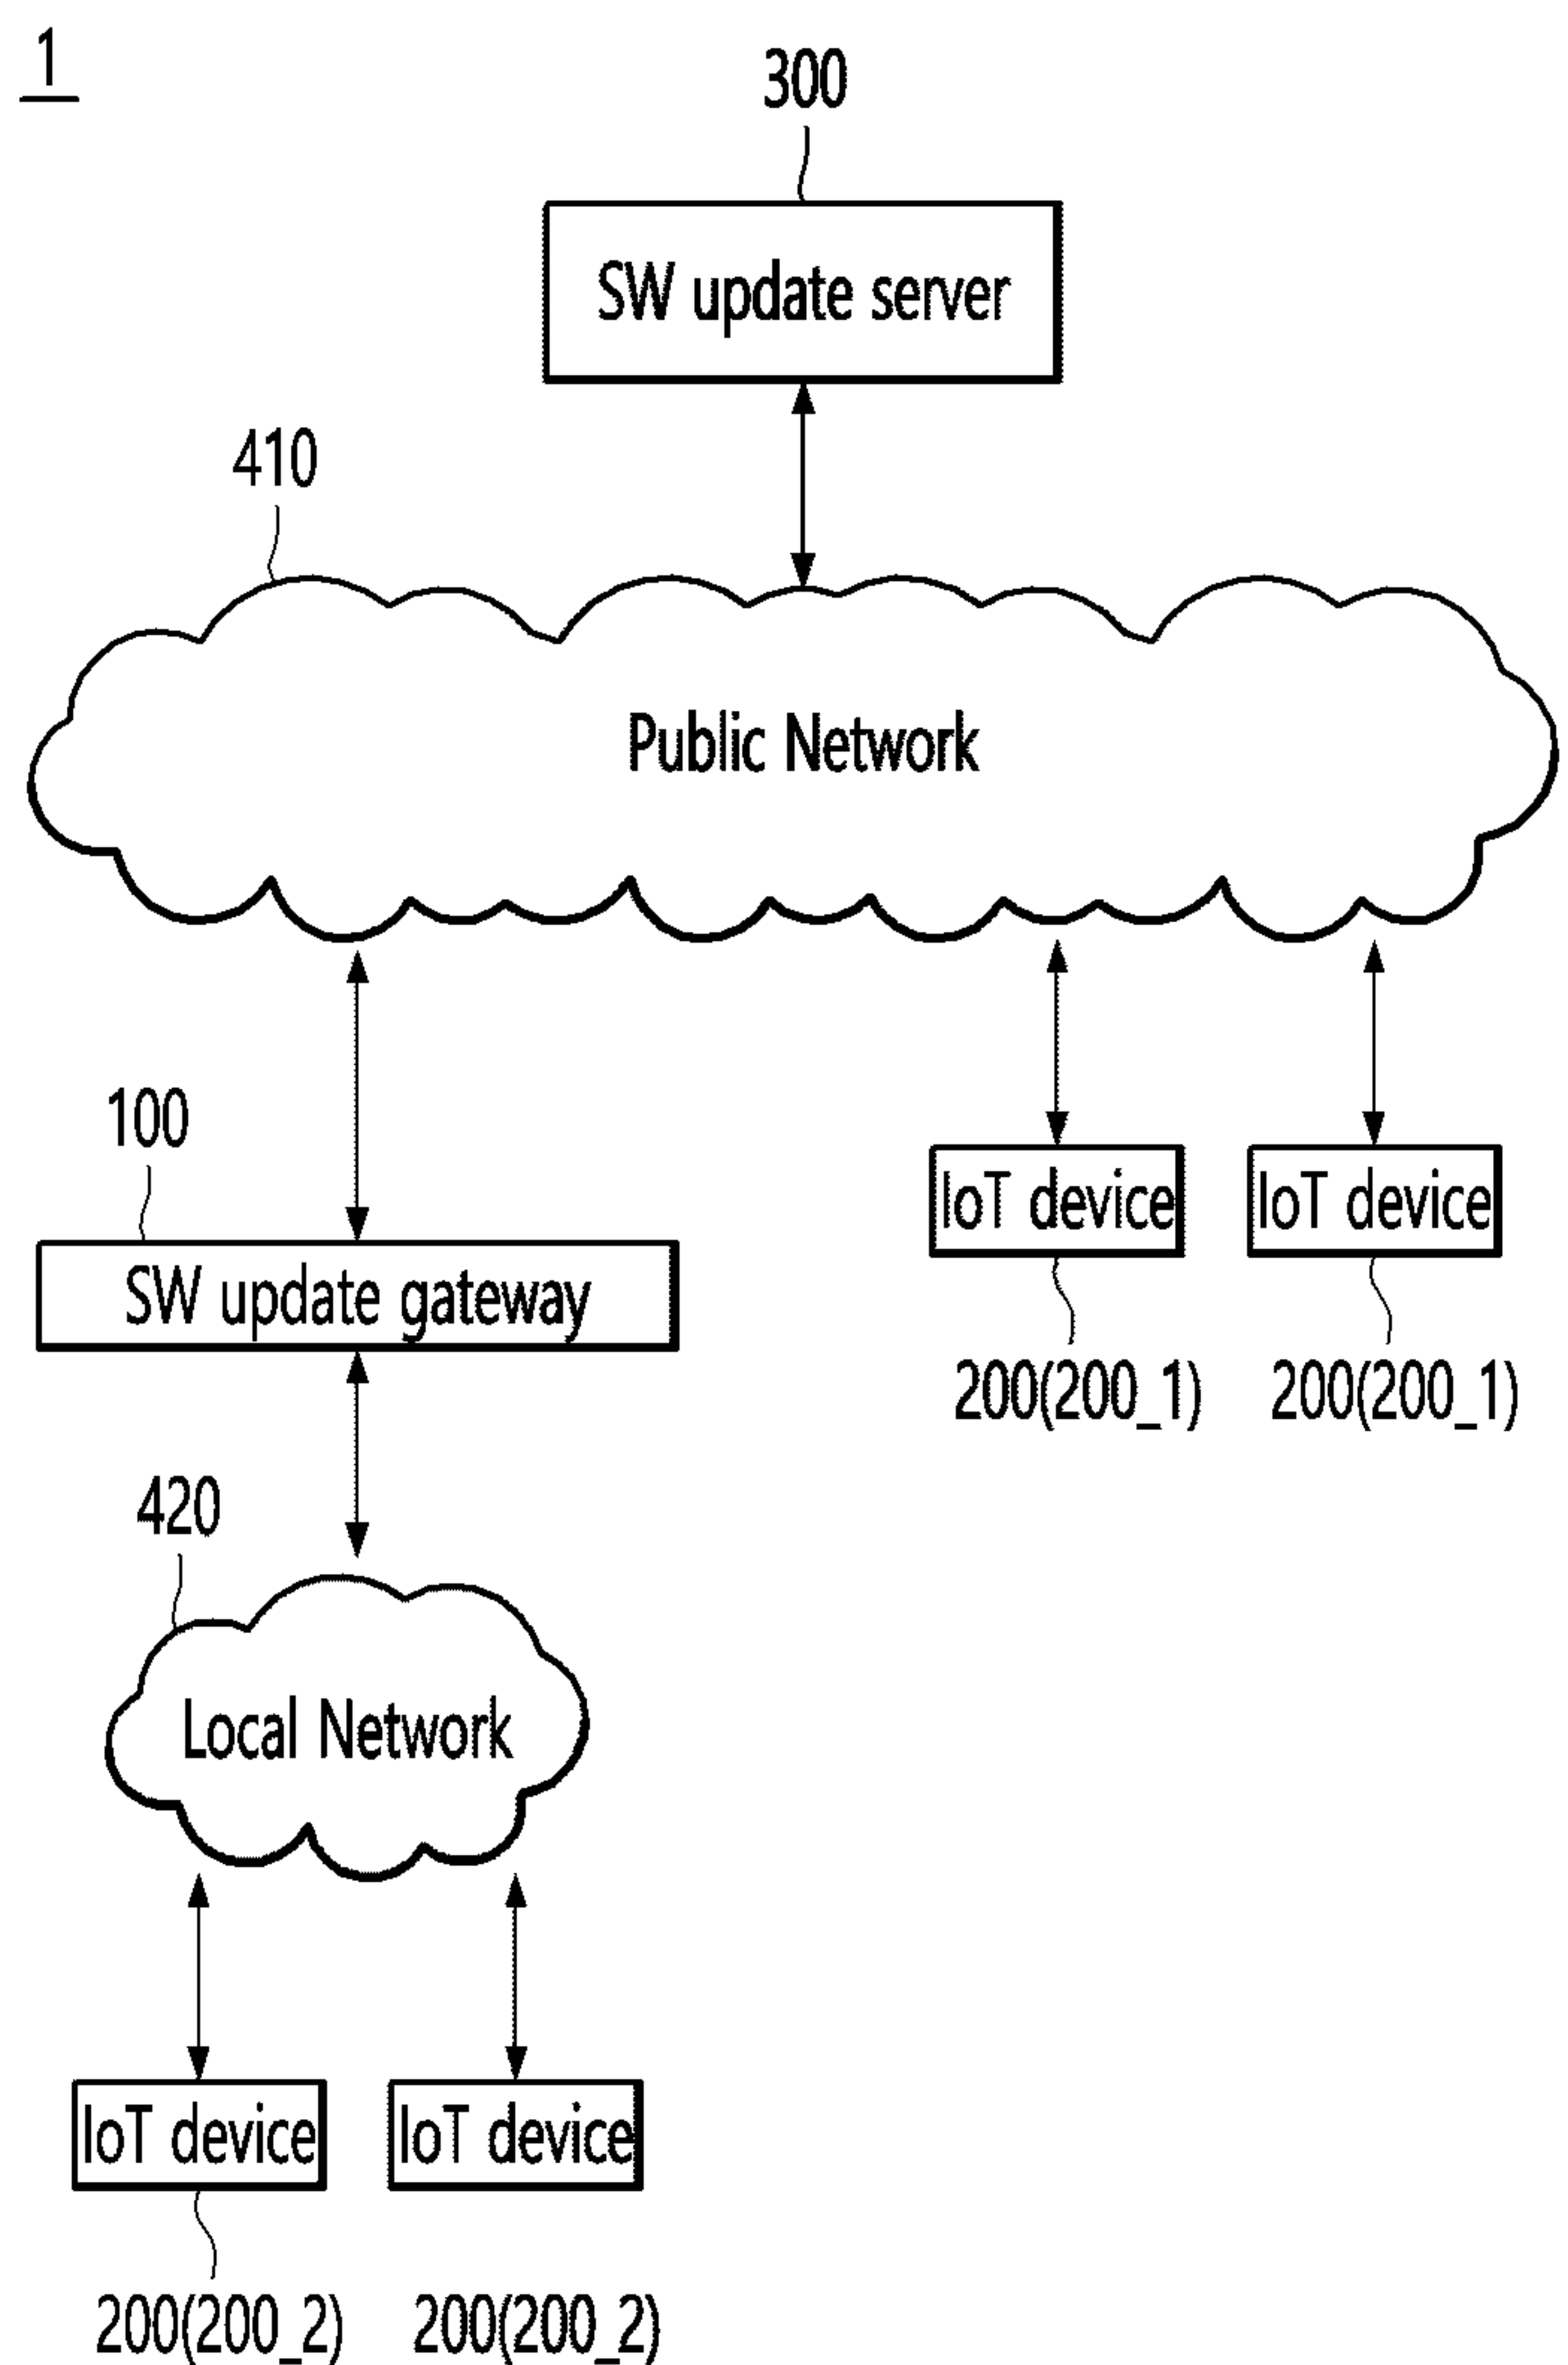 1
300
SW update server
410
Public Network
100
IoT device IoT device
SW update gateway
200(200_1) 200(200_1)
420
Local Network
IoT device IoT device
200(200_2) 200(200_2)